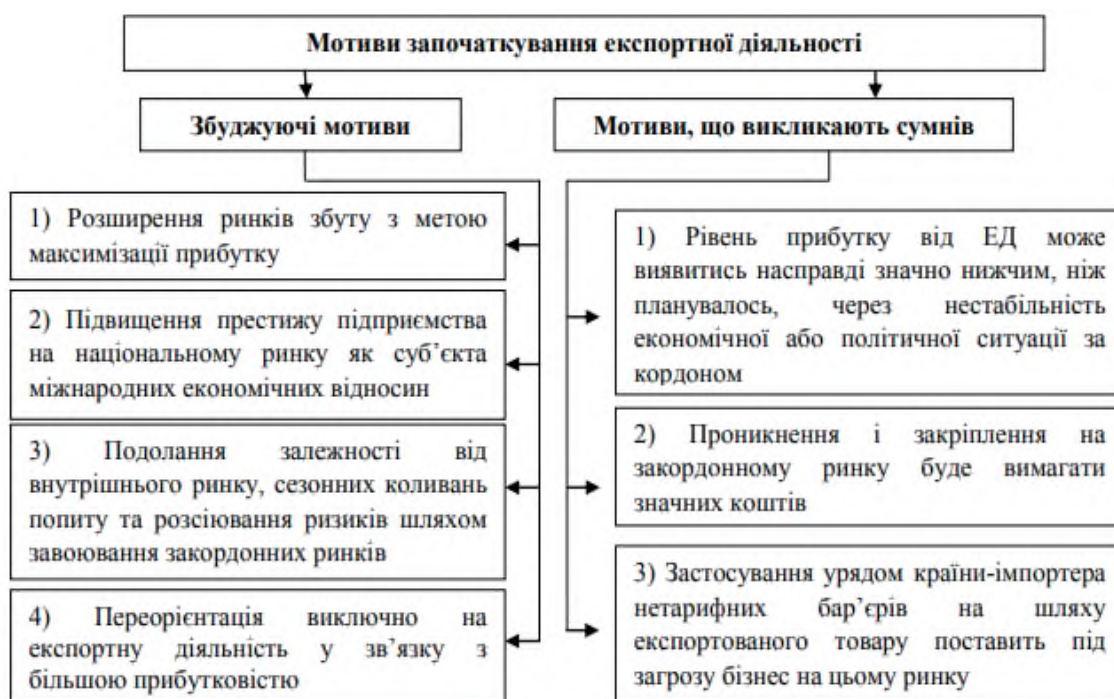 Мотиви започаткування експортної діяльності
Збуджуючі мотиви
1) Розширення ринків збуту з метою
максимізації прибутку
2) Підвищення престижу підприємства
на національному ринку як суб’єкта
міжнародних економічних відносин
3) Подолання залежності від
внутрішнього ринку, сезонних коливань
попиту та розсіювання ризиків шляхом
завоювання закордонних ринків
4) Переорієнтація виключно на
експортну діяльність у зв’язку з
більшою прибутковістю
Мотиви, що викликають сумнів
1) Рівень прибутку від ЕД може
виявитись насправді значно нижчим, ніж
планувалось, через нестабільність
економічної або політичної ситуації за
кордоном
2) Проникнення і закріплення на
закордонному ринку буде вимагати
значних коштів
3) Застосування урядом країни-імпортера
нетарифних бар’єрів на шляху
експортованого товару поставить під
загрозу бізнес на цьому ринку